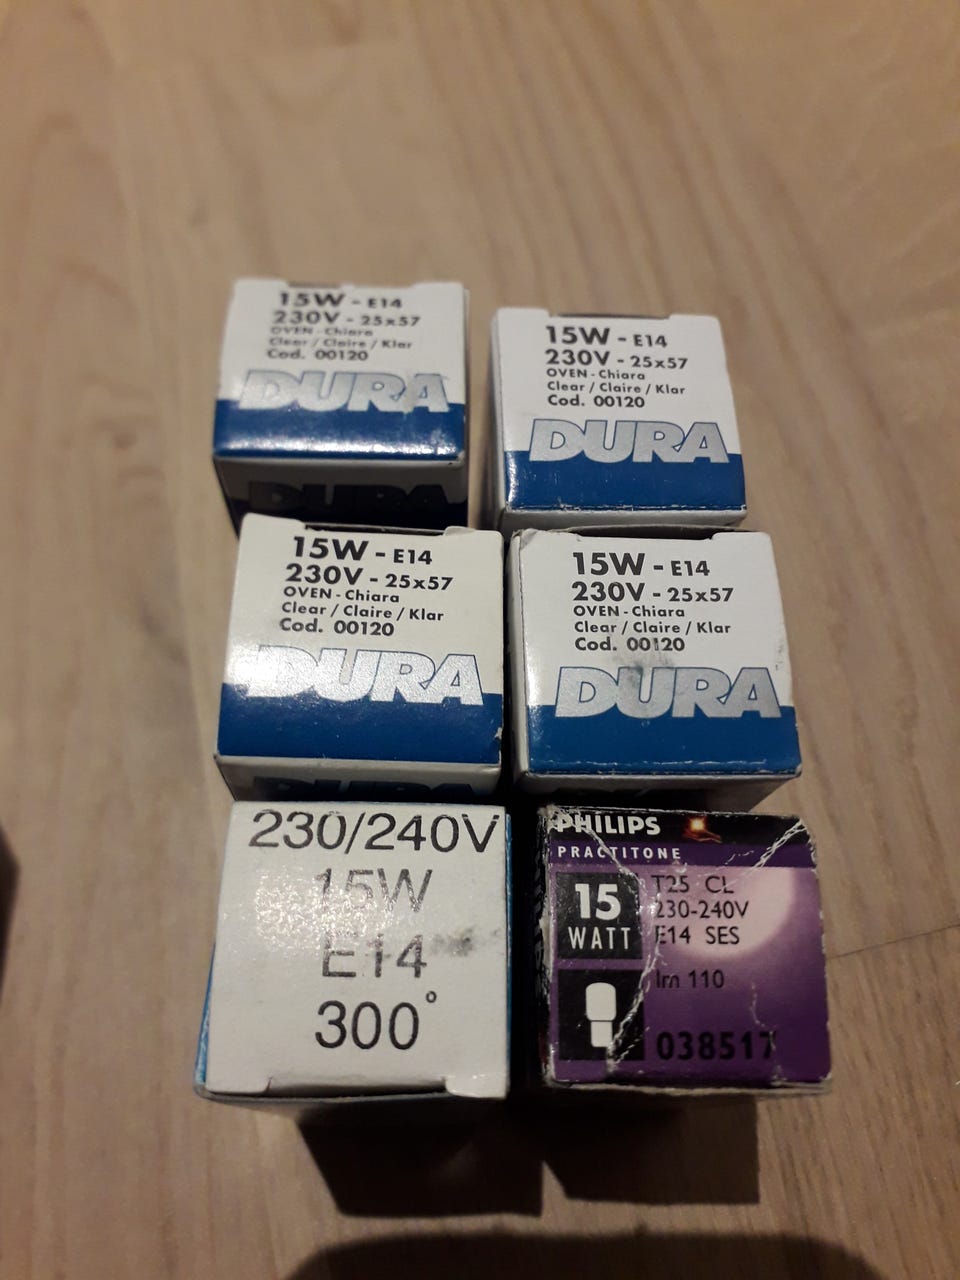 15W - E14
230V - 25x57
OVEN - Chiara
Clear / Claire / Klar
Cod. 00120
DURA
DURA
15W - E14
230V - 25x57
OVEN - Chiara
Clear / Claire / Klar
Cod. 00120
DURA
15W - E14
230V - 25x57
OVEN - Chiara
Clear / Claire / Klar
Cod. 00120
DURA
DURA
15W - E14
230V - 25x57
OVEN - Chiara
Clear / Claire / Klar
Cod. 00120
DURA
230/240V
15W
E14
300°
PHILIPS
PRACTITONE
15
WATT
T25 CL
230-240V
E14 SES
lm 110
038517